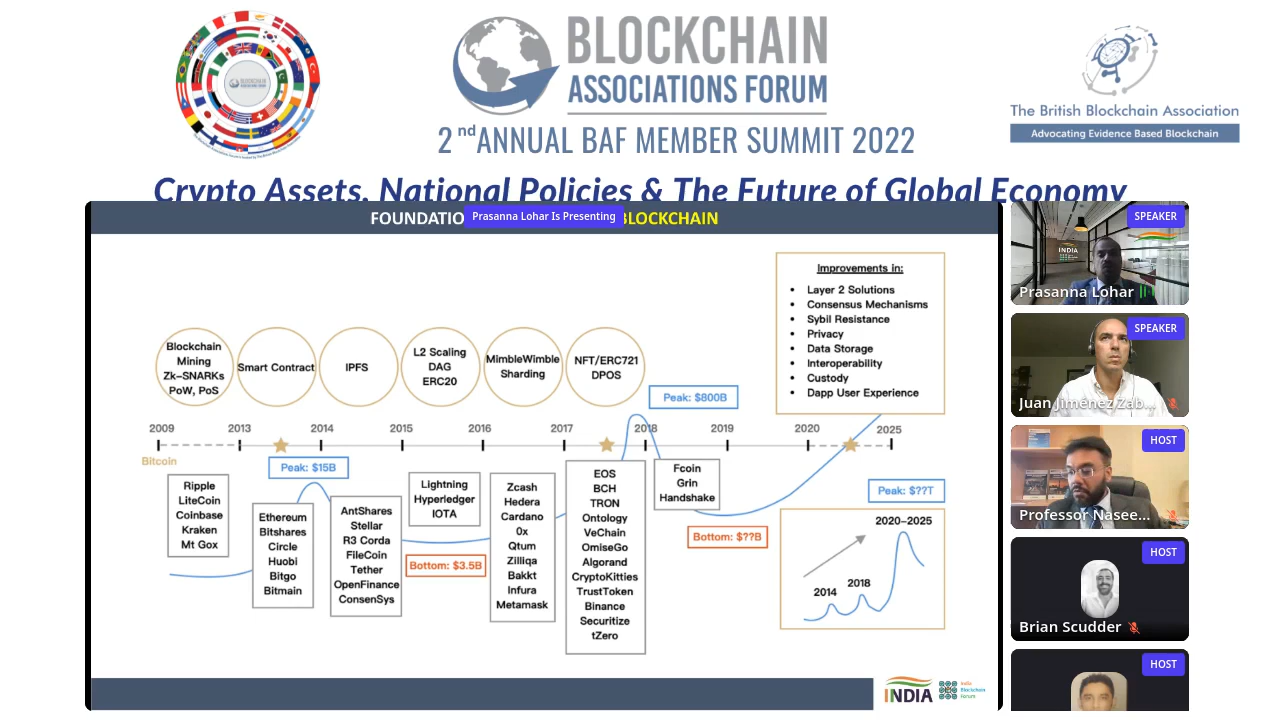 BLOCKCHAIN
ASSOCIATIONS FORUM
2nd ANNUAL BAF MEMBER SUMMIT 2022
The British Blockchain Association
Advocating Evidence Based Blockchain
Crypto Assets, National Policies & The Future of Global Economy
FOUNDATIO
Prasanna Lohar Is Presenting
BLOCKCHAIN
Improvements in:
• Layer 2 Solutions
• Consensus Mechanisms
• Sybil Resistance
• Privacy
• Data Storage
• Interoperability
• Custody
• Dapp User Experience
Blockchain
Mining
Zk-SNARKs
PoW, PoS
Smart Contract
IPFS
L2 Scaling
DAG
ERC20
MimbleWimble
Sharding
NFT/ERC721
DPOS
Peak: $800B
2009
2013
2014
2015
2016
2017
2018
2019
2020
2025
Bitcoin
Peak: $15B
Ripple
LiteCoin
Coinbase
Kraken
Mt Gox
Ethereum
Bitshares
Circle
Huobi
Bitgo
Bitmain
AntShares
Stellar
R3 Corda
FileCoin
Tether
OpenFinance
ConsenSys
Lightning
Hyperledger
IOTA
Bottom: $3.5B
Zcash
Hedera
Cardano
0x
Qtum
Zilliqa
Bakkt
Infura
Metamask
EOS
BCH
TRON
Ontology
VeChain
OmiseGo
Algorand
CryptoKitties
TrustToken
Binance
Securitize
tZero
Fcoin
Grin
Handshake
Bottom: $??B
Peak: $??T
2020-2025
2018
2014
INDIA
India
Blockchain
Forum
SPEAKER
INDIA
Prasanna Lohar
SPEAKER
Juan Jiménez Zab...
HOST
Professor Nasee...
HOST
Brian Scudder
HOST